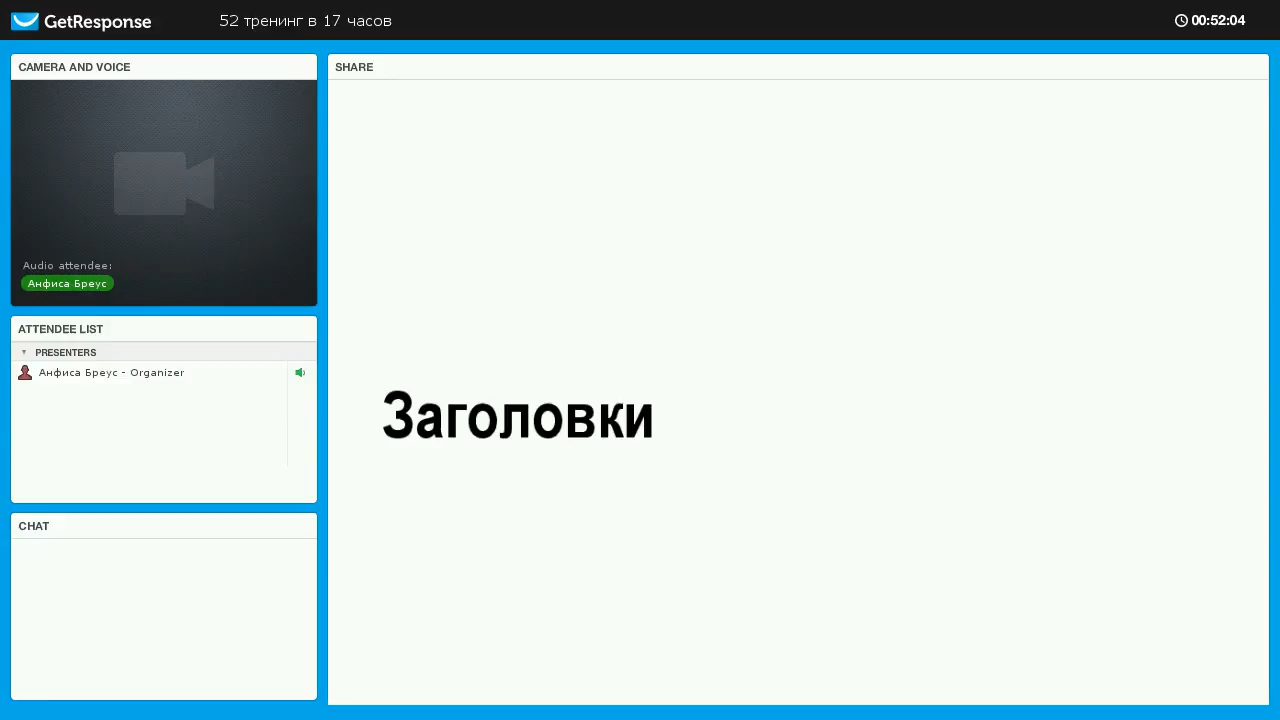 GetResponse
52 тренинг в 17 часов
00:52:04
CAMERA AND VOICE
Audio attendee:
Анфиса Бреус
ATTENDEE LIST
PRESENTERS
Анфиса Бреус - Organizer
CHAT
SHARE
Заголовки